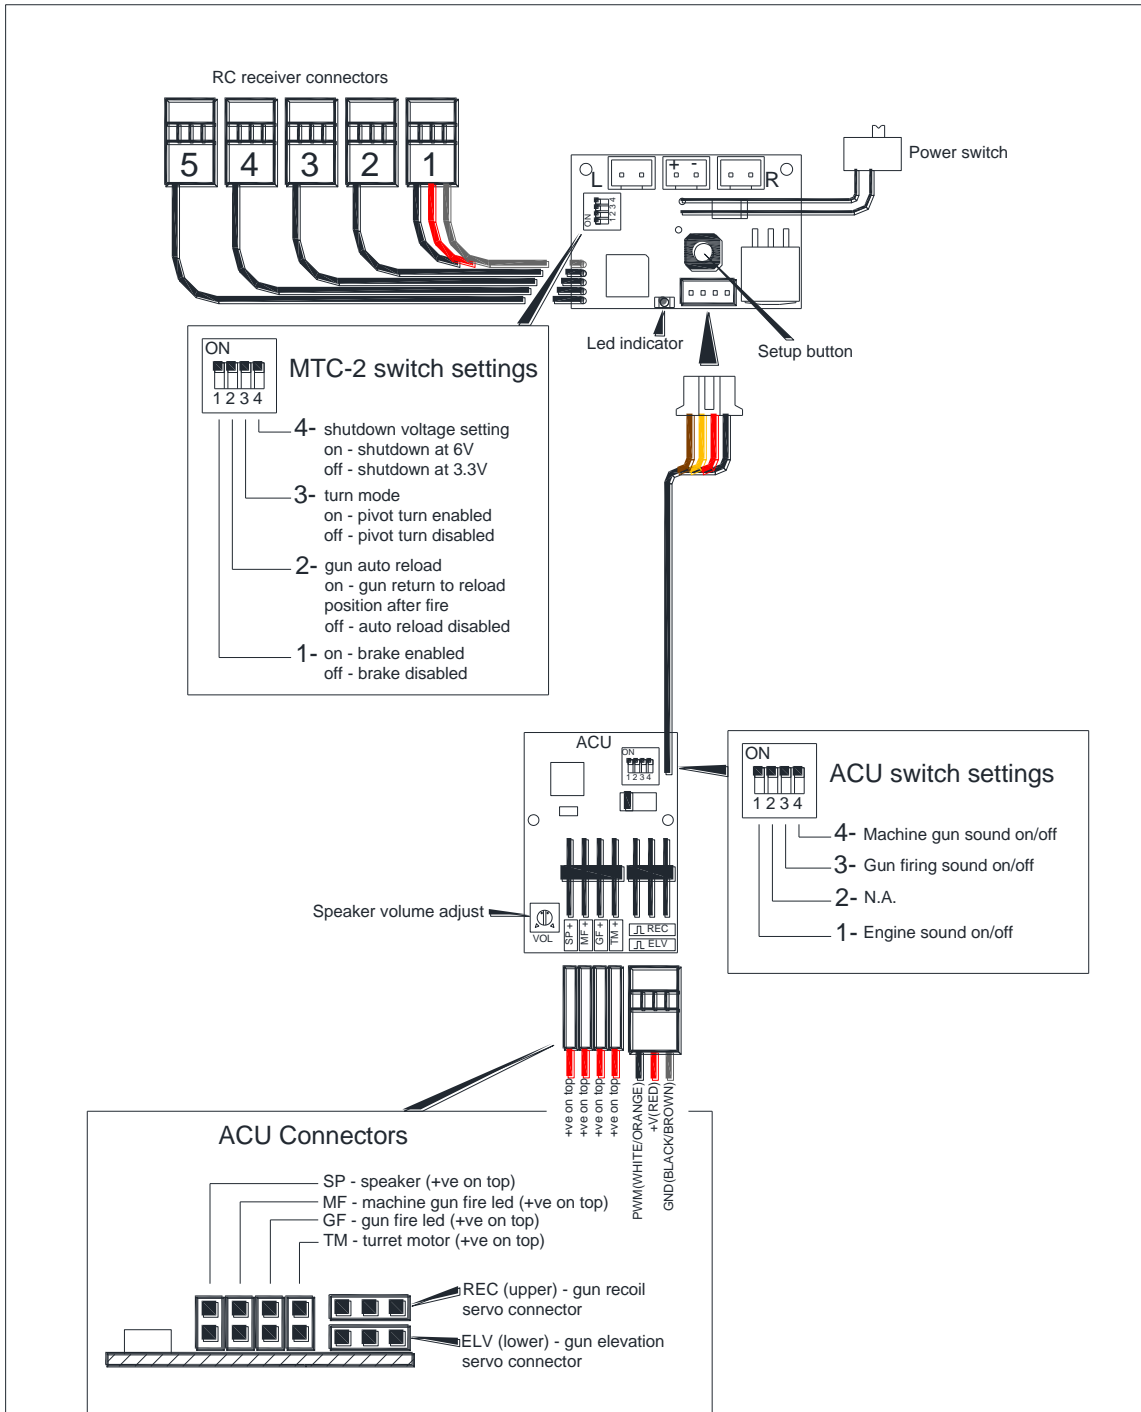 RC receiver connectors
5 4 3 2 1
L + - R
Power switch
ON
1 2 3 4
Led indicator
Setup button
ON
1 2 3 4
MTC-2 switch settings
4- shutdown voltage setting
on - shutdown at 6V
off - shutdown at 3.3V
3- turn mode
on - pivot turn enabled
off - pivot turn disabled
2- gun auto reload
on - gun return to reload
position after fire
off - auto reload disabled
1- on - brake enabled
off - brake disabled
ACU
ON
1 2 3 4
ON
1 2 3 4
ACU switch settings
4- Machine gun sound on/off
3- Gun firing sound on/off
2- N.A.
1- Engine sound on/off
Speaker volume adjust
VOL
SP +
MF +
GF +
TM +
REC
ELV
+ve on top
+ve on top
+ve on top
+ve on top
PWM(WHITE/ORANGE)
+V(RED)
GND(BLACK/BROWN)
ACU Connectors
SP - speaker (+ve on top)
MF - machine gun fire led (+ve on top)
GF - gun fire led (+ve on top)
TM - turret motor (+ve on top)
REC (upper) - gun recoil
servo connector
ELV (lower) - gun elevation
servo connector